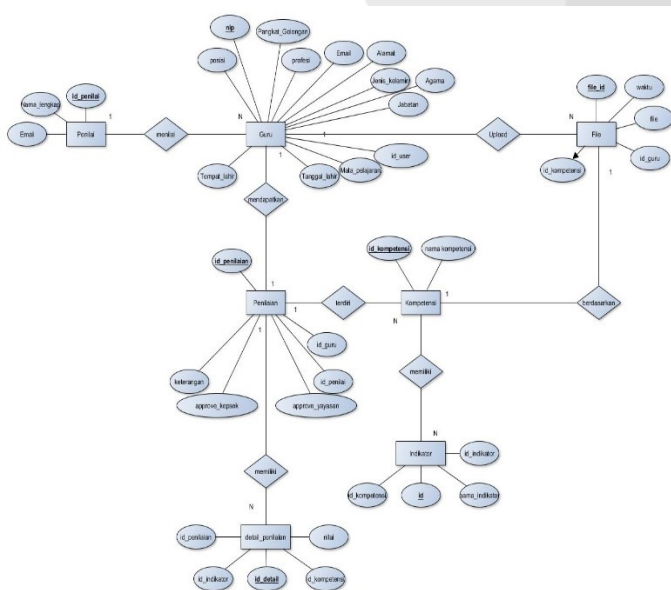 nip
Pangkat_Golongan
posisi
profesi
Email
Alamat
Jenis_kelamin
Agama
Jabatan
id_penilai
Nama_lengkap
Email
Penilai
1
menilai
N
Guru
1
Upload
N
File
file_id
waktu
file
id_guru
id_kompetensi
1
Tempat_lahir
1
Tanggal_lahir
Mata_pelajaran
id_user
mendapatkan
id_penilaian
1
Penilaian
1
1
terdiri
id_kompetensi
nama kompetensi
Kompetensi
1
N
berdasarkan
id_guru
id_penilai
keterangan
approve_kepsek
approve_yayasan
memiliki
N
Indikator
id_indikator
id_kompetensi
id
nama_indikator
memiliki
N
id_penilaian
detail_penilaian
nilai
id_indikator
id_detail
id_kompetensi